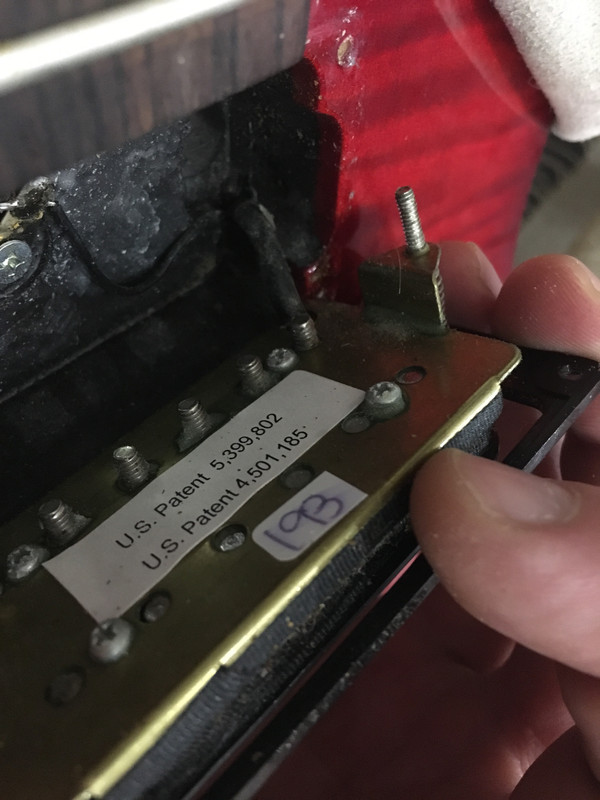 U.S. Patent 5,399,802
U.S. Patent 4,501,185
193